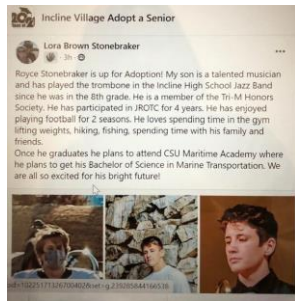 Incline Village Adopt a Senior
Lora Brown Stonebraker
3h
Royce Stonebraker is up for Adoption! My son is a talented musician
and has played the trombone in the Incline High School Jazz Band
since he was in the 8th grade. He is a member of the Tri-M Honors
Society. He has participated in JROTC for 4 years. He has enjoyed
playing football for 2 seasons. He loves spending time in the gym
lifting weights, hiking, fishing, spending time with his family and
friends.
Once he graduates he plans to attend CSU Maritime Academy where
he plans to get his Bachelor of Science in Marine Transportation. We
are all so excited for his bright future!